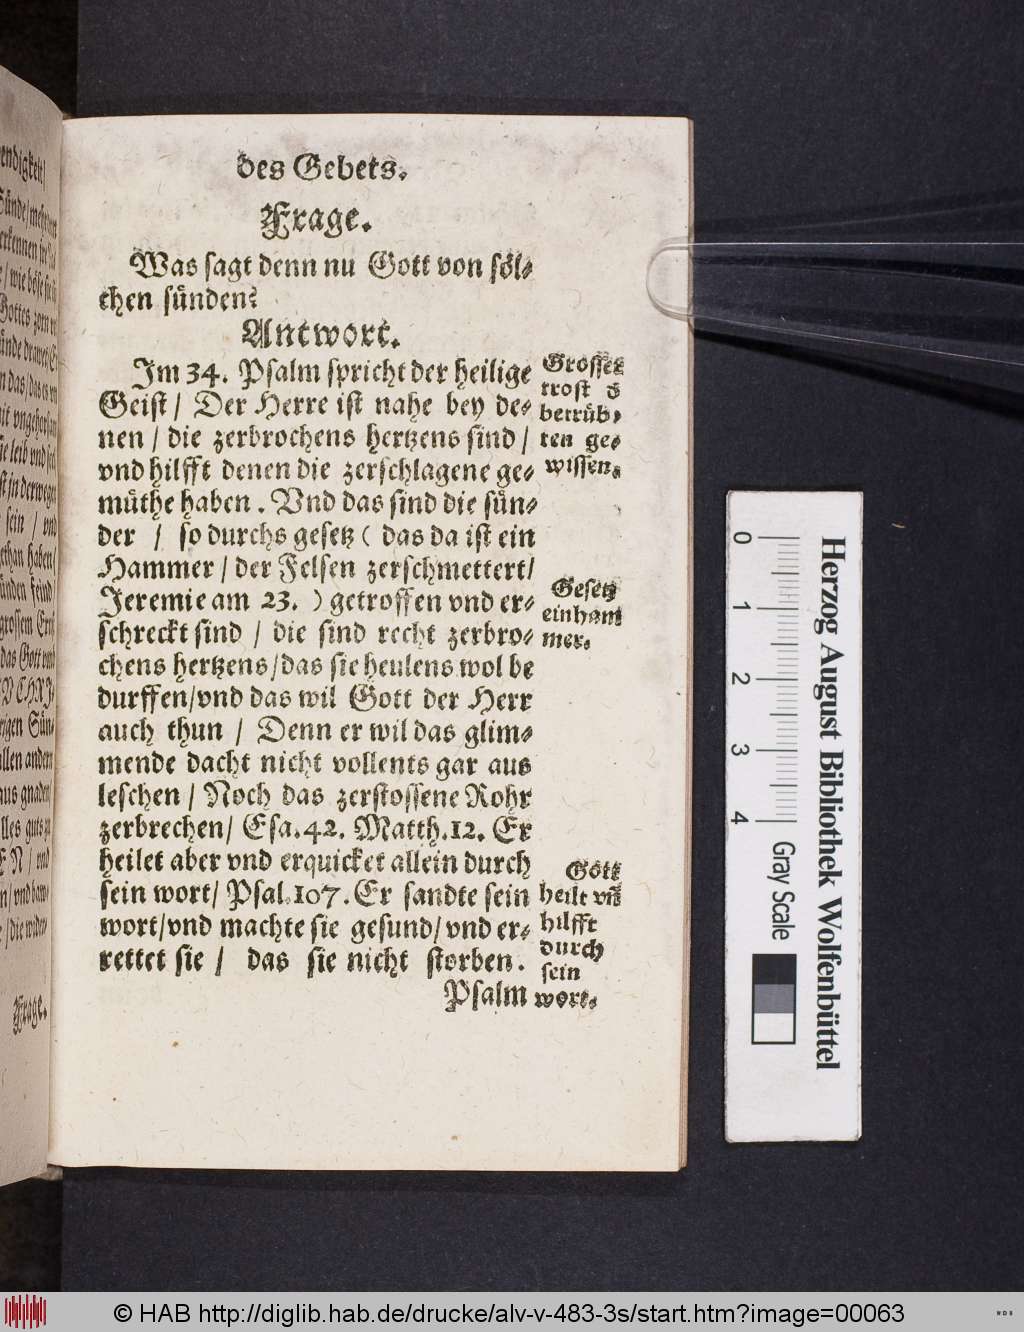 des Gebets.
Frage.
Was sagt denn nu Gott von söl-
chen sünden?
Antwort.
Im 34. Psalm spricht der heilige
Geist / Der Herre ist nahe bey de-
nen / die zerbrochens hertzens sind /
vnd hilfft denen die zerschlagene ge-
müthe haben. Vnd das sind die sün-
der / so durchs gesetz ( das da ist ein
Hammer / der Felsen zerschmettert/
Jeremie am 23. ) getroffen vnd er-
schreckt sind / die sind recht zerbro-
chens hertzens/das sie heulens wol be
durffen/vnd das wil Gott der Herr
auch thun / Denn er wil das glim-
mende dacht nicht vollents gar aus
leschen / Noch das zerstossene Rohr
zerbrechen/ Esa. 42. Matth. 12. Er
heilet aber vnd erquicket allein durch
sein wort/ Psal. 107. Er sandte sein
wort/vnd machte sie gesund/vnd er-
rettet sie / das sie nicht storben.
Psalm
Grosser
trost d̄
betrüb-
ten ge-
wissen.
Gesetz
ein ham̄
mer.
Gott
heilt vn̄
hilfft
durch
sein
wort.
Frage.
0 1 2 3 4
Gray Scale
Herzog August Bibliothek Wolfenbüttel
© HAB http://diglib.hab.de/drucke/alv-v-483-3s/start.htm?image=00063